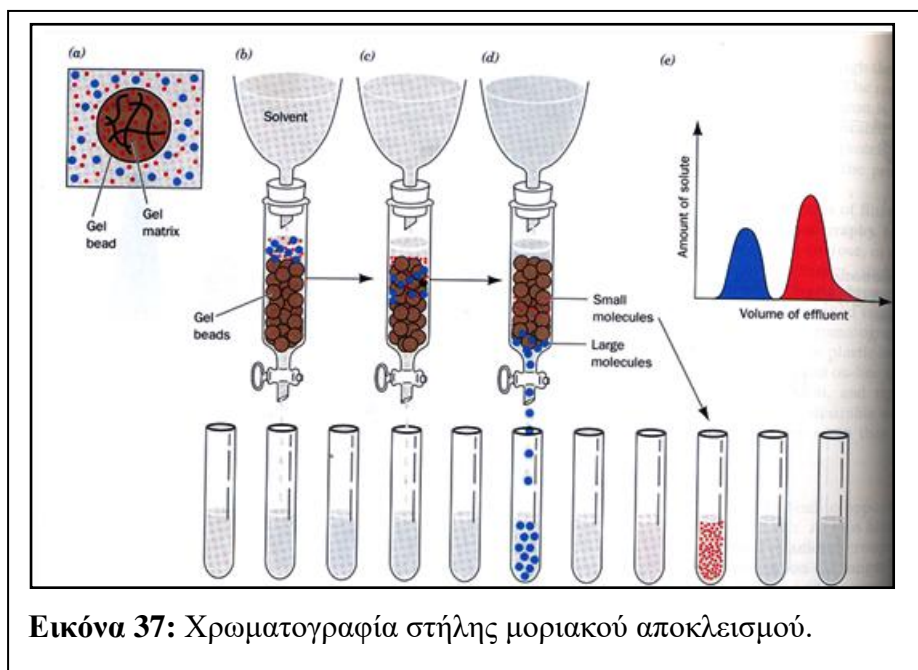 (a)
(b)
(c)
(d)
(e)
Solvent
Gel
bead
Gel
matrix
Gel
beads
Small
molecules
Large
molecules
Amount of solute
Volume of effluent
Εικόνα 37: Χρωματογραφία στήλης μοριακού αποκλεισμού.